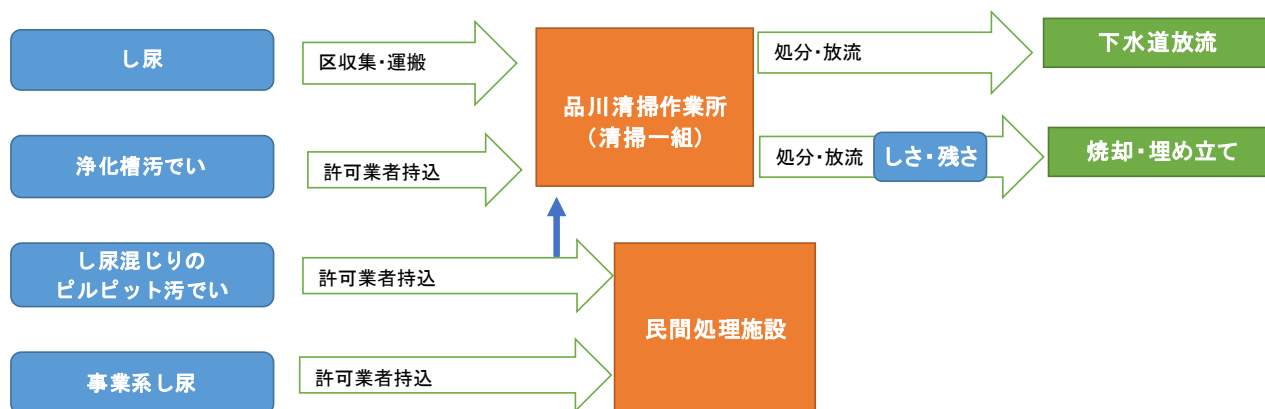 し尿
区収集・運搬
品川清掃作業所
（清掃一組）
処分・放流
下水道放流
浄化槽汚でい
許可業者持込
処分・放流
しさ・残さ
焼却・埋め立て
し尿混じりの
ピルピット汚でい
許可業者持込
民間処理施設
事業系し尿
許可業者持込